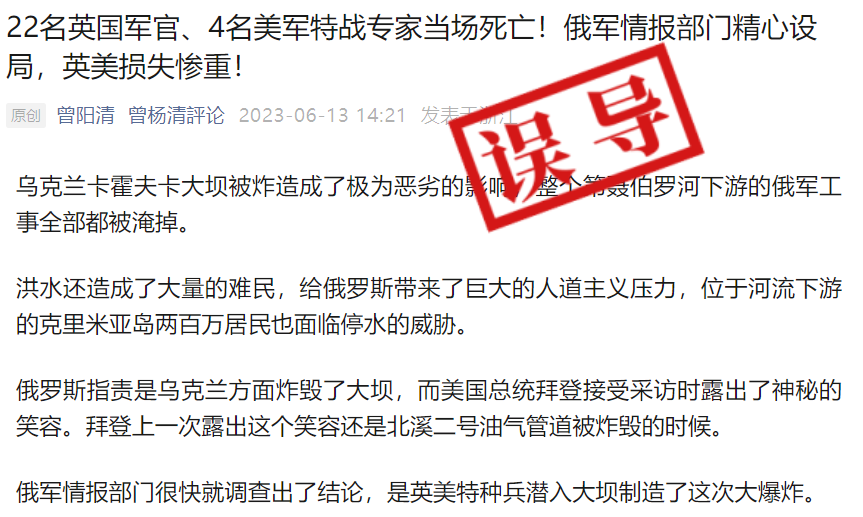 22名英国军官、4名美军特战专家当场死亡！俄军情报部门精心设
局，英美损失惨重！
原创 曾阳清 曾杨清評论 2023-06-13 14:21 发表于浙江
误导
乌克兰卡霍夫卡大坝被炸造成了极为恶劣的影响，整个第聂伯罗河下游的俄军工
事全部都被淹掉。
洪水还造成了大量的难民，给俄罗斯带来了巨大的人道主义压力，位于河流下游
的克里米亚岛两百万居民也面临停水的威胁。
俄罗斯指责是乌克兰方面炸毁了大坝，而美国总统拜登接受采访时露出了神秘的
笑容。拜登上一次露出这个笑容还是北溪二号油气管道被炸毁的时候。
俄军情报部门很快就调查出了结论，是英美特种兵潜入大坝制造了这次大爆炸。